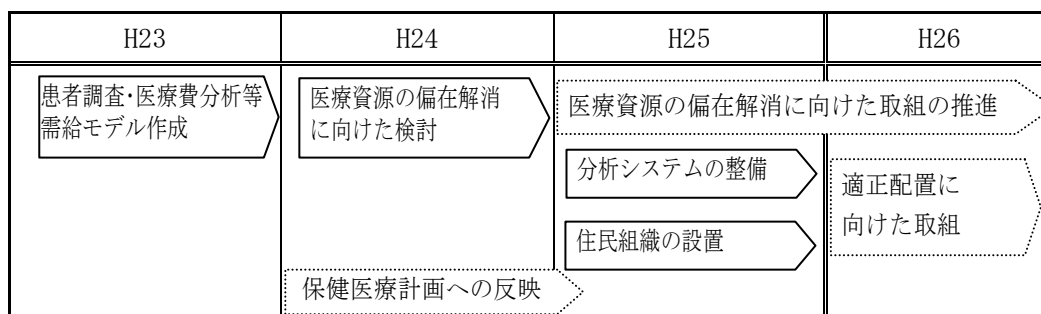 H23
H24
H25
H26
患者調査・医療費分析等
需給モデル作成
医療資源の偏在解消
に向けた検討
医療資源の偏在解消に向けた取組の推進
分析システムの整備
適正配置に
向けた取組
住民組織の設置
保健医療計画への反映